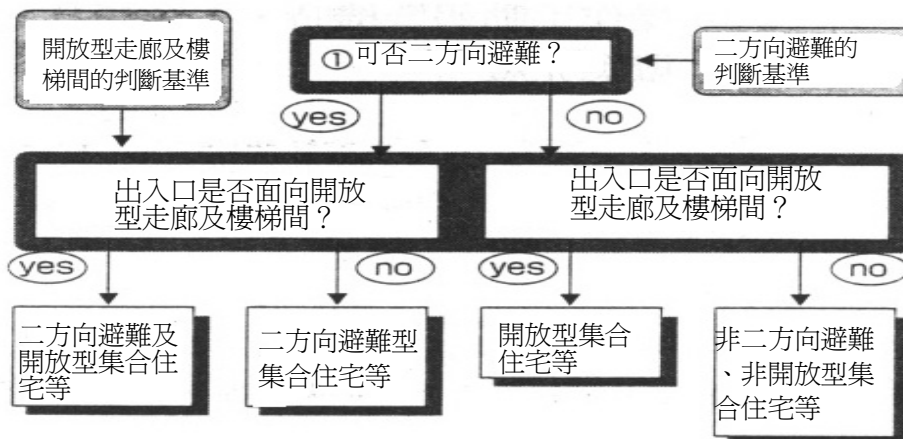 開放型走廊及樓
梯間的判斷基準
①可否二方向避難？
二方向避難的
判斷基準
yes
no
出入口是否面向開放
型走廊及樓梯間？
出入口是否面向開放
型走廊及樓梯間？
yes
no
yes
no
二方向避難及
開放型集合住
宅等
二方向避難型
集合住宅等
開放型集合
住宅等
非二方向避難
、非開放型集
合住宅等